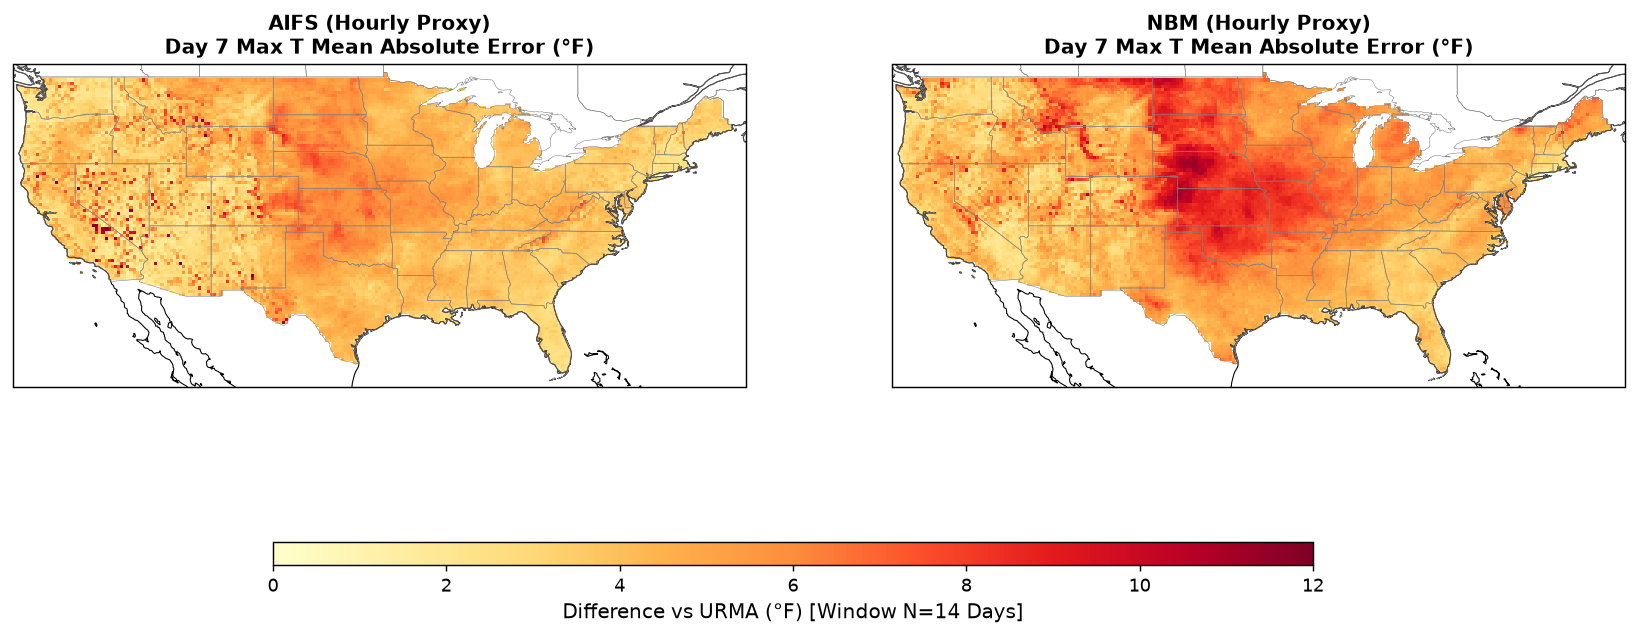 AIFS (Hourly Proxy)
Day 7 Max T Mean Absolute Error (°F)
NBM (Hourly Proxy)
Day 7 Max T Mean Absolute Error (°F)
0 2 4 6 8 10 12
Difference vs URMA (°F) [Window N=14 Days]